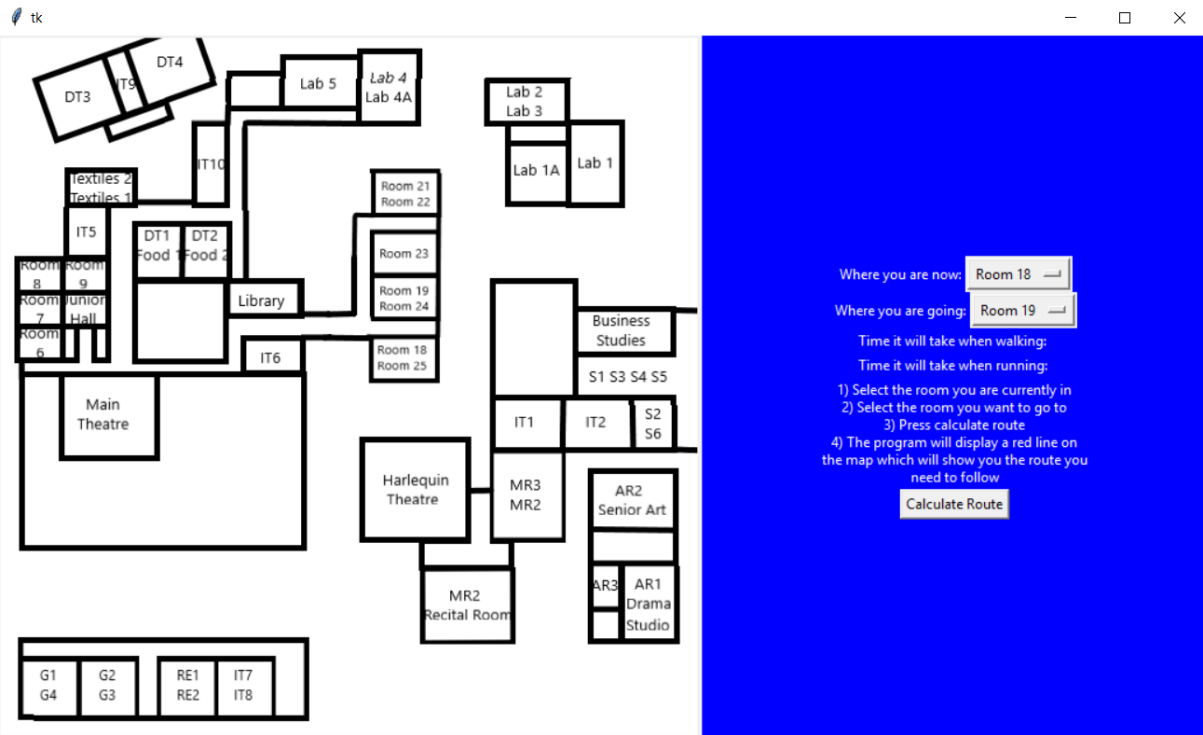 tk
DT4
IT9
DT3
Lab 5
Lab 4
Lab 4A
Lab 2
Lab 3
IT10
Lab 1A
Lab 1
Textiles 2
Textiles 1
Room 21
Room 22
IT5
DT1
Food 1
DT2
Food 2
Room 23
Room
8
Room
9
Room
7
Junior
Hall
Room
6
Library
Room 19
Room 24
Business
Studies
IT6
Room 18
Room 25
S1 S3 S4 S5
Main
Theatre
IT1
IT2
S2
S6
Harlequin
Theatre
MR3
MR2
AR2
Senior Art
MR2
Recital Room
AR3
AR1
Drama
Studio
G1
G4
G2
G3
RE1
RE2
IT7
IT8
Where you are now: Room 18
Where you are going: Room 19
Time it will take when walking:
Time it will take when running:
1) Select the room you are currently in
2) Select the room you want to go to
3) Press calculate route
4) The program will display a red line on
the map which will show you the route you
need to follow
Calculate Route